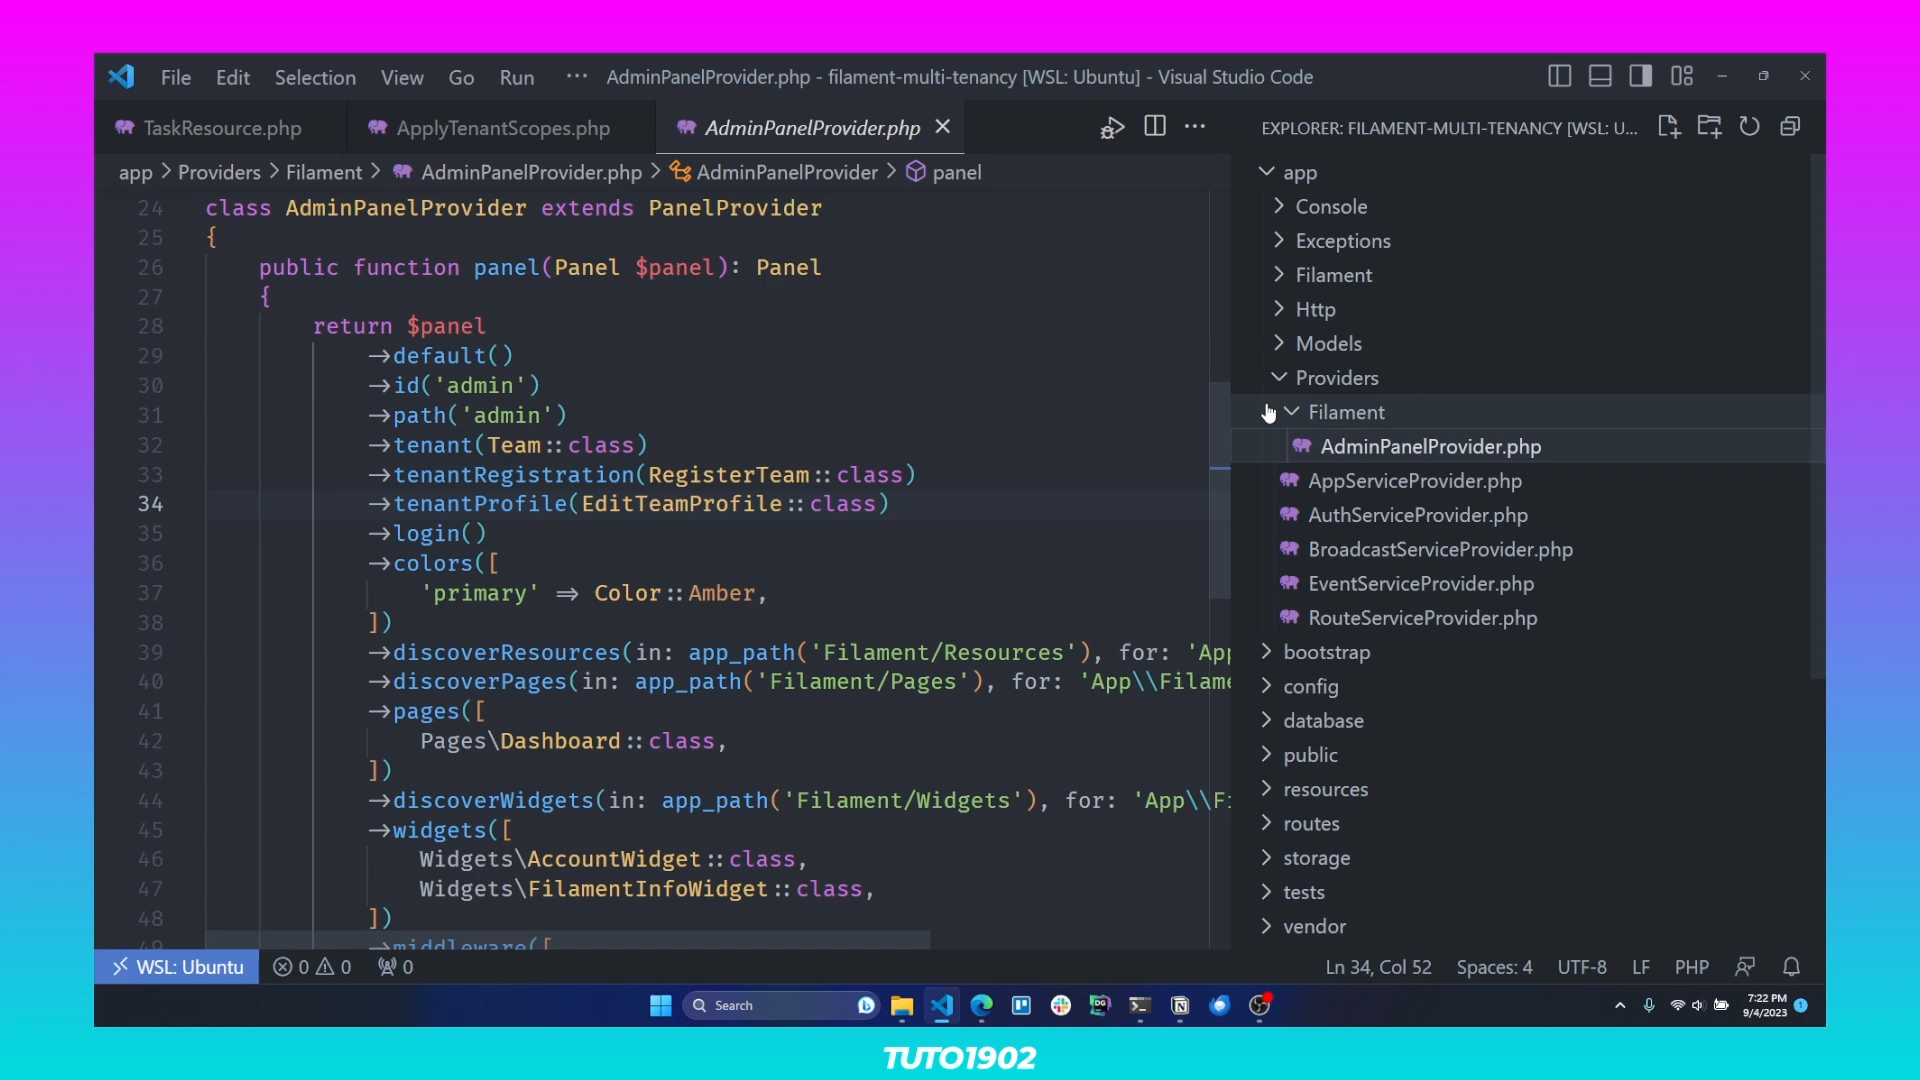 File Edit Selection View Go Run ··· AdminPanelProvider.php - filament-multi-tenancy [WSL: Ubuntu] - Visual Studio Code
TaskResource.php ApplyTenantScopes.php AdminPanelProvider.php
app > Providers > Filament > AdminPanelProvider.php > AdminPanelProvider > panel
24 class AdminPanelProvider extends PanelProvider
25 {
26 public function panel(Panel $panel): Panel
27 {
28 return $panel
29 ->default()
30 ->id('admin')
31 ->path('admin')
32 ->tenant(Team::class)
33 ->tenantRegistration(RegisterTeam::class)
34 ->tenantProfile(EditTeamProfile::class)
35 ->login()
36 ->colors([
37 'primary' => Color::Amber,
38 ])
39 ->discoverResources(in: app_path('Filament/Resources'), for: 'App
40 ->discoverPages(in: app_path('Filament/Pages'), for: 'App\\Filame
41 ->pages([
42 Pages\Dashboard::class,
43 ])
44 ->discoverWidgets(in: app_path('Filament/Widgets'), for: 'App\\Fi
45 ->widgets([
46 Widgets\AccountWidget::class,
47 Widgets\FilamentInfoWidget::class,
48 ])
49 ->middleware([
EXPLORER: FILAMENT-MULTI-TENANCY [WSL: U...
app
Console
Exceptions
Filament
Http
Models
Providers
Filament
AdminPanelProvider.php
AppServiceProvider.php
AuthServiceProvider.php
BroadcastServiceProvider.php
EventServiceProvider.php
RouteServiceProvider.php
bootstrap
config
database
public
resources
routes
storage
tests
vendor
WSL: Ubuntu 0 0 0 Ln 34, Col 52 Spaces: 4 UTF-8 LF PHP
Search DG 7:22 PM 1
9/4/2023
TUTO1902